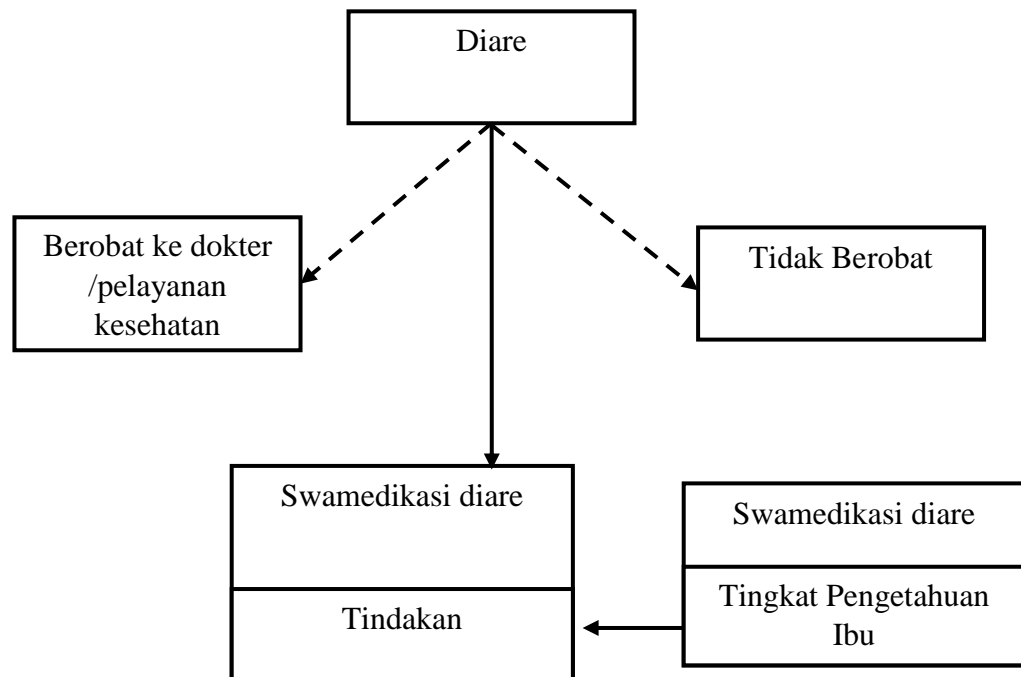 Diare
Berobat ke dokter
/pelayanan
kesehatan
Tidak Berobat
Swamedikasi diare
Tindakan
Swamedikasi diare
Tingkat Pengetahuan
Ibu